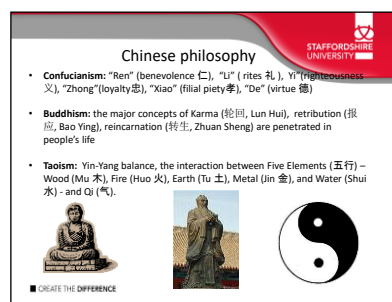 STAFFORDSHIRE
UNIVERSITY
Chinese philosophy
• Confucianism: “Ren” (benevolence 仁), “Li” ( rites 礼 ), Yi”(righteousness
义), “Zhong”(loyalty忠), “Xiao” (filial piety孝), “De” (virtue 德)
• Buddhism: the major concepts of Karma (轮回, Lun Hui),  retribution (报
应, Bao Ying), reincarnation (转生, Zhuan Sheng) are penetrated in
people’s life
• Taoism:  Yin-Yang balance, the interaction between Five Elements (五行) –
Wood (Mu 木), Fire (Huo 火), Earth (Tu 土), Metal (Jin 金), and Water (Shui
水) - and Qi (气).
CREATE THE DIFFERENCE